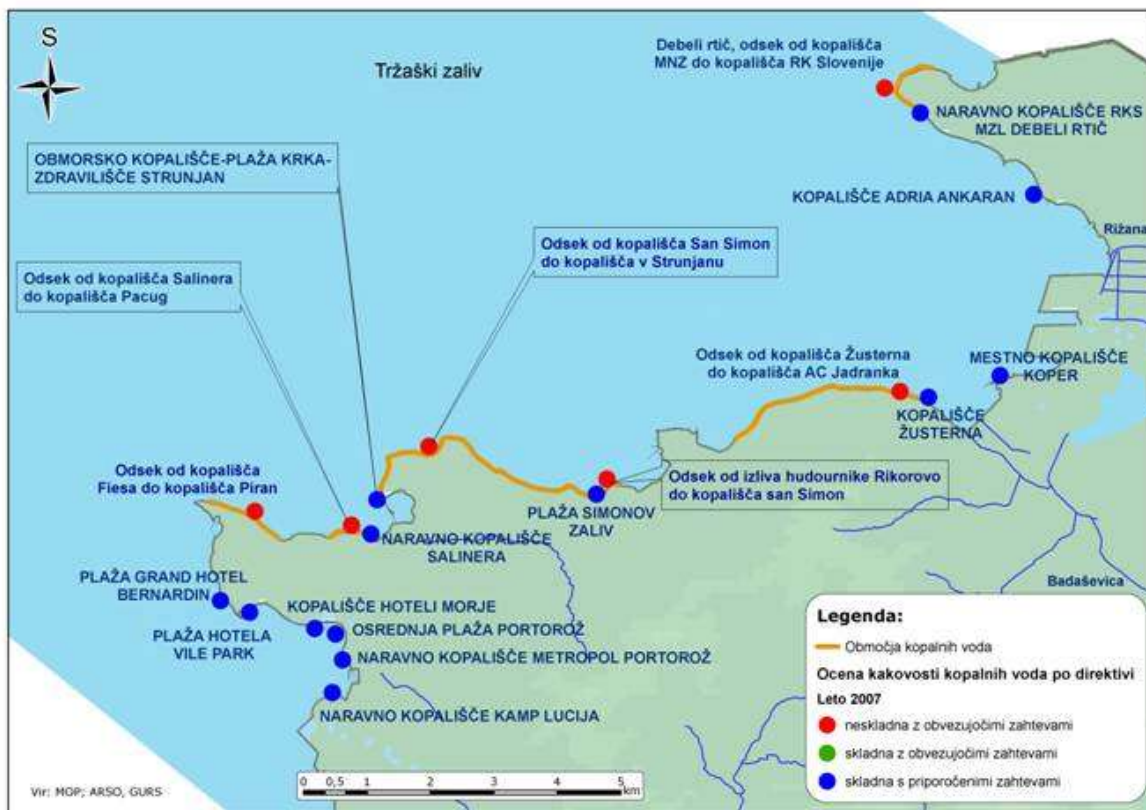 S
Tržaški zaliv
Debeli rtič, odsek od kopališča
MNZ do kopališča RK Slovenije
NARAVNO KOPALIŠČE RKS
MZL DEBELI RTIČ
OBMORSKO KOPALIŠČE-PLAŽA KRKA-
ZDRAVILIŠČE STRUNJAN
KOPALIŠČE ADRIA ANKARAN
Rižana
Odsek od kopališča San Simon
do kopališča v Strunjanu
Odsek od kopališča Salinera
do kopališča Pacug
Odsek od kopališča Žusterna
do kopališča AC Jadranka
MESTNO KOPALIŠČE
KOPER
KOPALIŠČE
ŽUSTERNA
Odsek od kopališča
Fiesa do kopališča Piran
Odsek od izliva hudournike Rikorovo
do kopališča san Simon
PLAŽA SIMONOV
ZALIV
NARAVNO KOPALIŠČE
SALINERA
PLAŽA GRAND HOTEL
BERNARDIN
PLAŽA HOTELA
VILE PARK
KOPALIŠČE HOTELI MORJE
OSREDNJA PLAŽA PORTOROŽ
NARAVNO KOPALIŠČE METROPOL PORTOROŽ
NARAVNO KOPALIŠČE KAMP LUCIJA
Badaševica
Legenda:
Območja kopalnih voda
Ocena kakovosti kopalnih voda po direktivi
Leto 2007
neskladna z obvezujočimi zahtevami
skladna z obvezujočimi zahtevami
skladna s priporočenimi zahtevami
0 0,5 1 2 3 4 5
km
Vir: MOP; ARSO, GURS